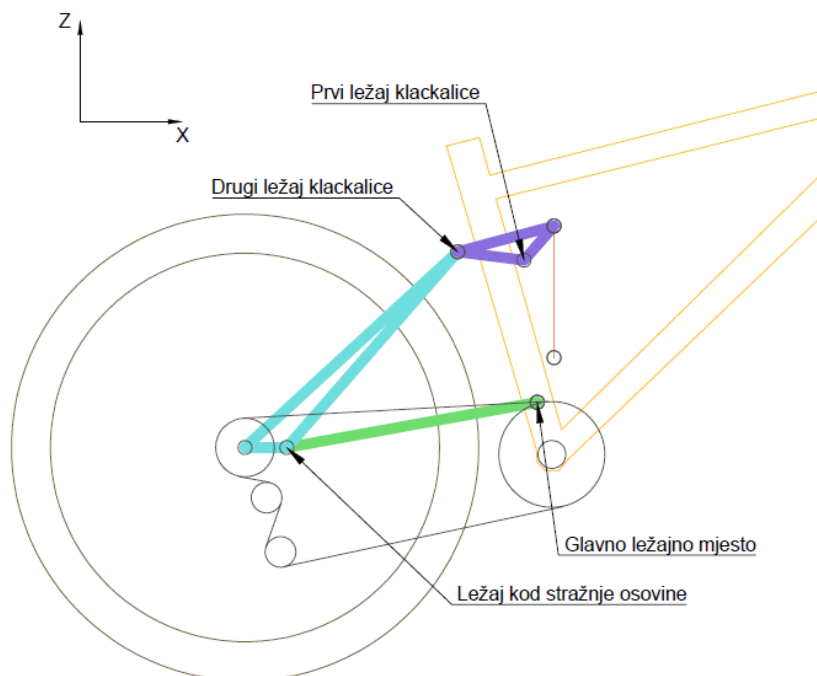 Z
X
Prvi ležaj klackalice
Drugi ležaj klackalice
Glavno ležajno mjesto
Ležaj kod stražnje osovine